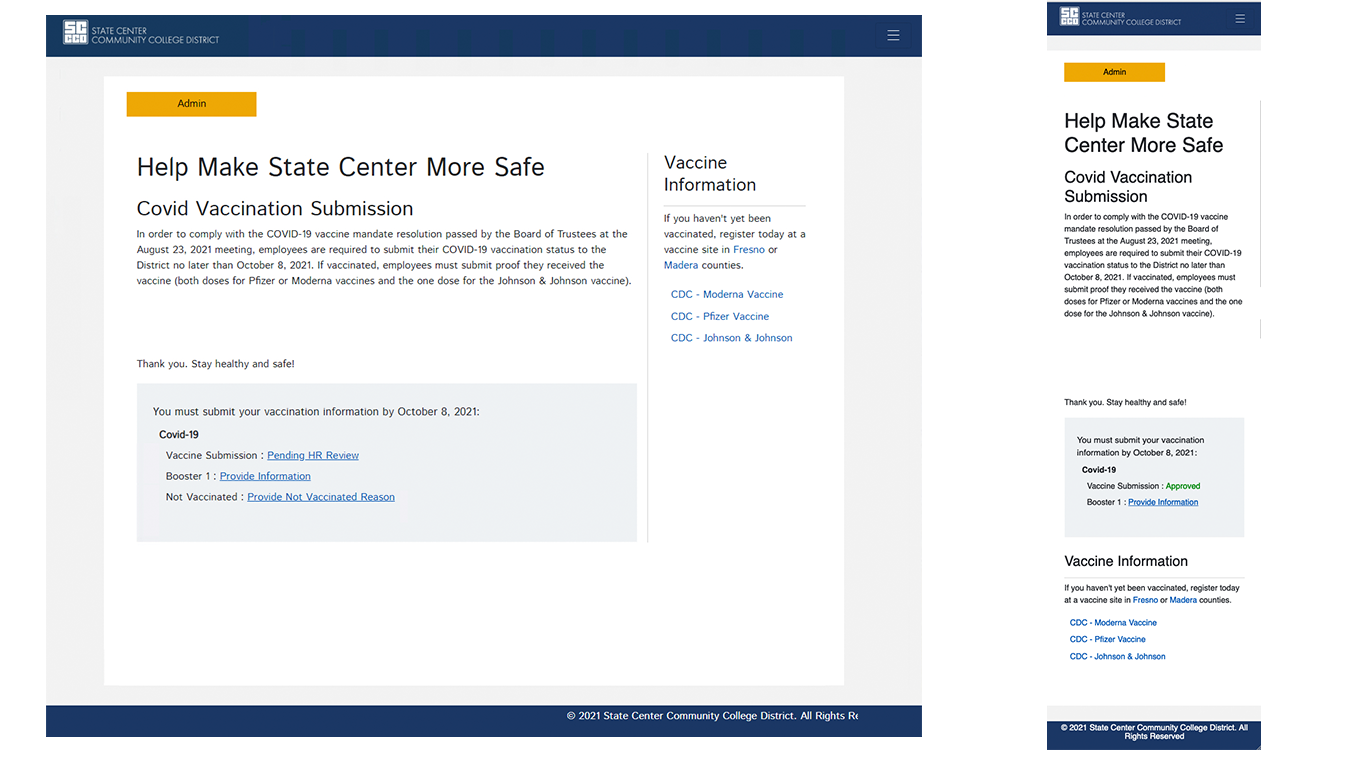 SC
CCD
STATE CENTER
COMMUNITY COLLEGE DISTRICT
Admin
Help Make State Center More Safe
Covid Vaccination Submission
In order to comply with the COVID-19 vaccine mandate resolution passed by the Board of Trustees at the
August 23, 2021 meeting, employees are required to submit their COVID-19 vaccination status to the
District no later than October 8, 2021. If vaccinated, employees must submit proof they received the
vaccine (both doses for Pfizer or Moderna vaccines and the one dose for the Johnson & Johnson vaccine).
Thank you. Stay healthy and safe!
You must submit your vaccination information by October 8, 2021:
Covid-19
Vaccine Submission : Pending HR Review
Booster 1 : Provide Information
Not Vaccinated : Provide Not Vaccinated Reason
Vaccine
Information
If you haven't yet been
vaccinated, register today at a
vaccine site in Fresno or
Madera counties.
CDC - Moderna Vaccine
CDC - Pfizer Vaccine
CDC - Johnson & Johnson
© 2021 State Center Community College District. All Rights Re
SC
CCD
STATE CENTER
COMMUNITY COLLEGE DISTRICT
Admin
Help Make State
Center More Safe
Covid Vaccination
Submission
In order to comply with the COVID-19 vaccine
mandate resolution passed by the Board of
Trustees at the August 23, 2021 meeting,
employees are required to submit their COVID-19
vaccination status to the District no later than
October 8, 2021. If vaccinated, employees must
submit proof they received the vaccine (both
doses for Pfizer or Moderna vaccines and the one
dose for the Johnson & Johnson vaccine).
Thank you. Stay healthy and safe!
You must submit your vaccination
information by October 8, 2021:
Covid-19
Vaccine Submission : Approved
Booster 1 : Provide Information
Vaccine Information
If you haven't yet been vaccinated, register today
at a vaccine site in Fresno or Madera counties.
CDC - Moderna Vaccine
CDC - Pfizer Vaccine
CDC - Johnson & Johnson
© 2021 State Center Community College District. All
Rights Reserved